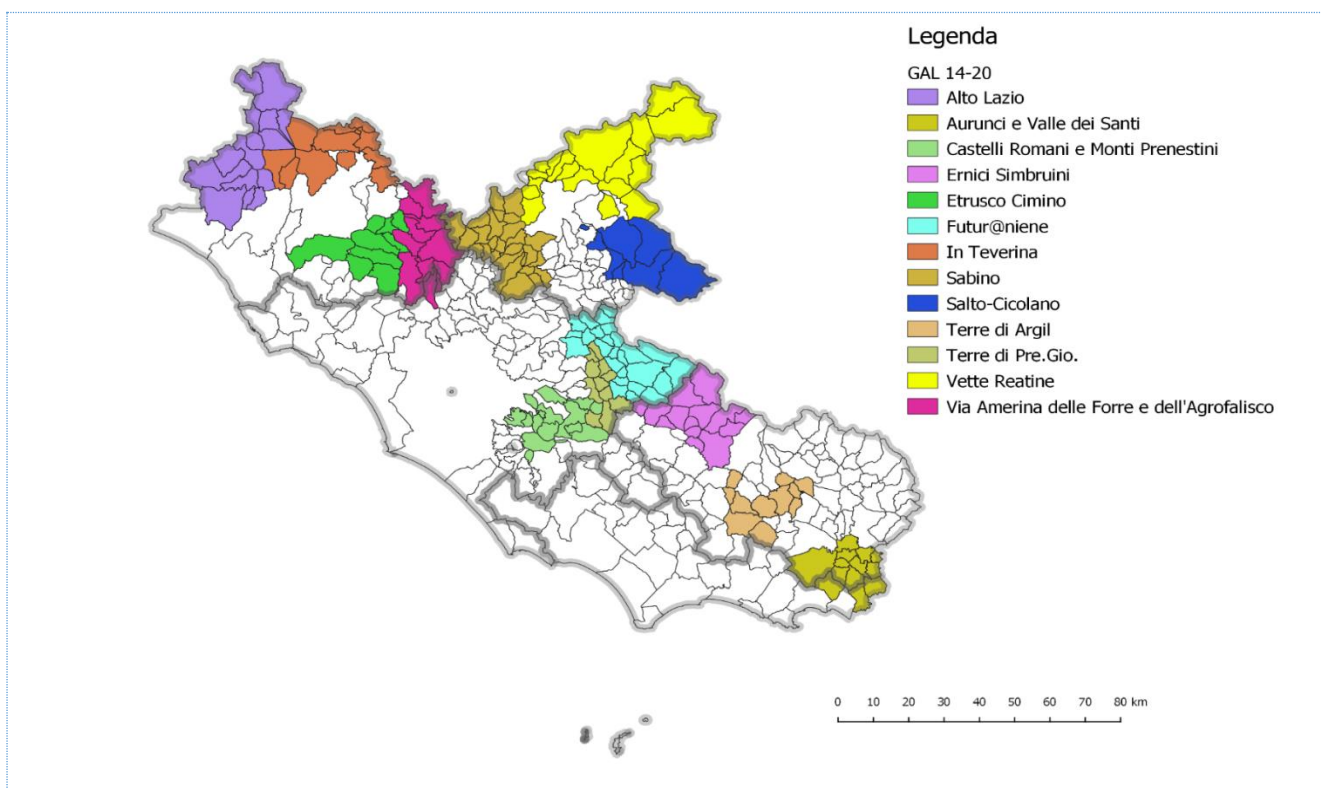 Legenda
GAL 14-20
Alto Lazio
Aurunci e Valle dei Santi
Castelli Romani e Monti Prenestini
Ernici Simbruini
Etrusco Cimino
Futur@niene
In Teverina
Sabino
Salto-Cicolano
Terre di Argil
Terre di Pre.Gio.
Vette Reatine
Via Amerina delle Forre e dell'Agrofalisco
0 10 20 30 40 50 60 70 80 km